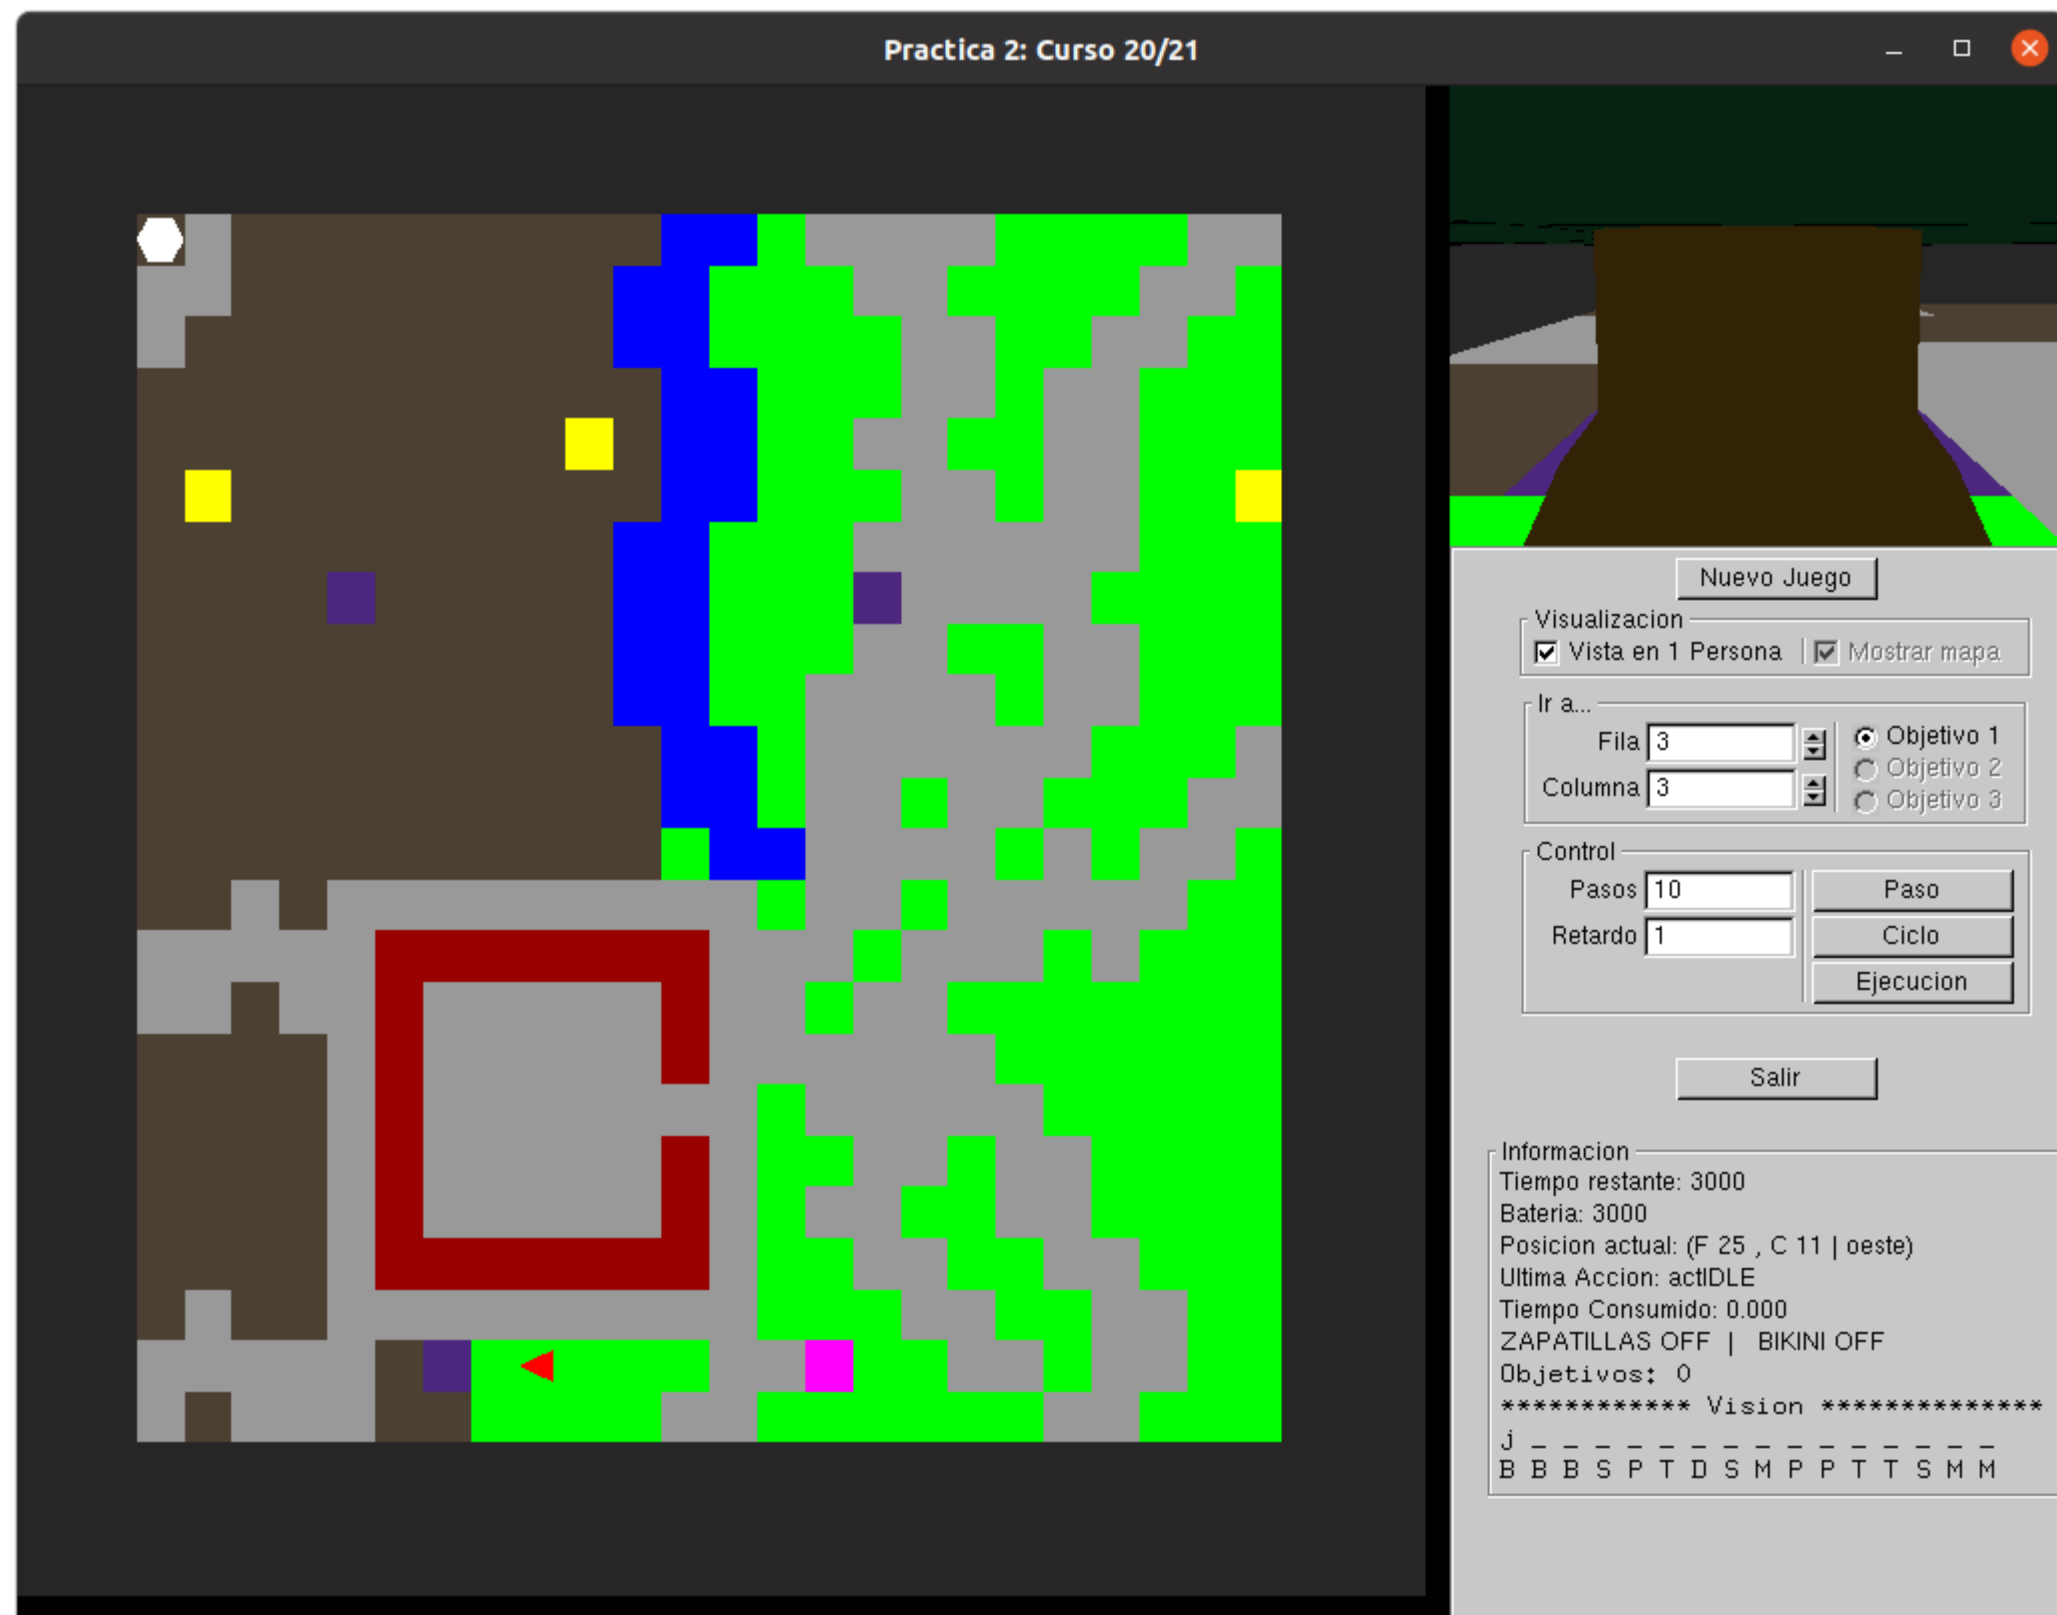 Practica 2: Curso 20/21
Nuevo Juego
Visualizacion
Vista en 1 Persona
Mostrar mapa
Ir a...
Fila 3
Columna 3
Objetivo 1
Objetivo 2
Objetivo 3
Control
Pasos 10
Retardo 1
Paso
Ciclo
Ejecucion
Salir
Informacion
Tiempo restante: 3000
Bateria: 3000
Posicion actual: (F 25 , C 11 | oeste)
Ultima Accion: actIDLE
Tiempo Consumido: 0.000
ZAPATILLAS OFF | BIKINI OFF
Objetivos: 0
************ Vision **************
j _ _ _ _ _ _ _ _ _ _ _ _ _ _ _
B B B S P T D S M P P T T S M M